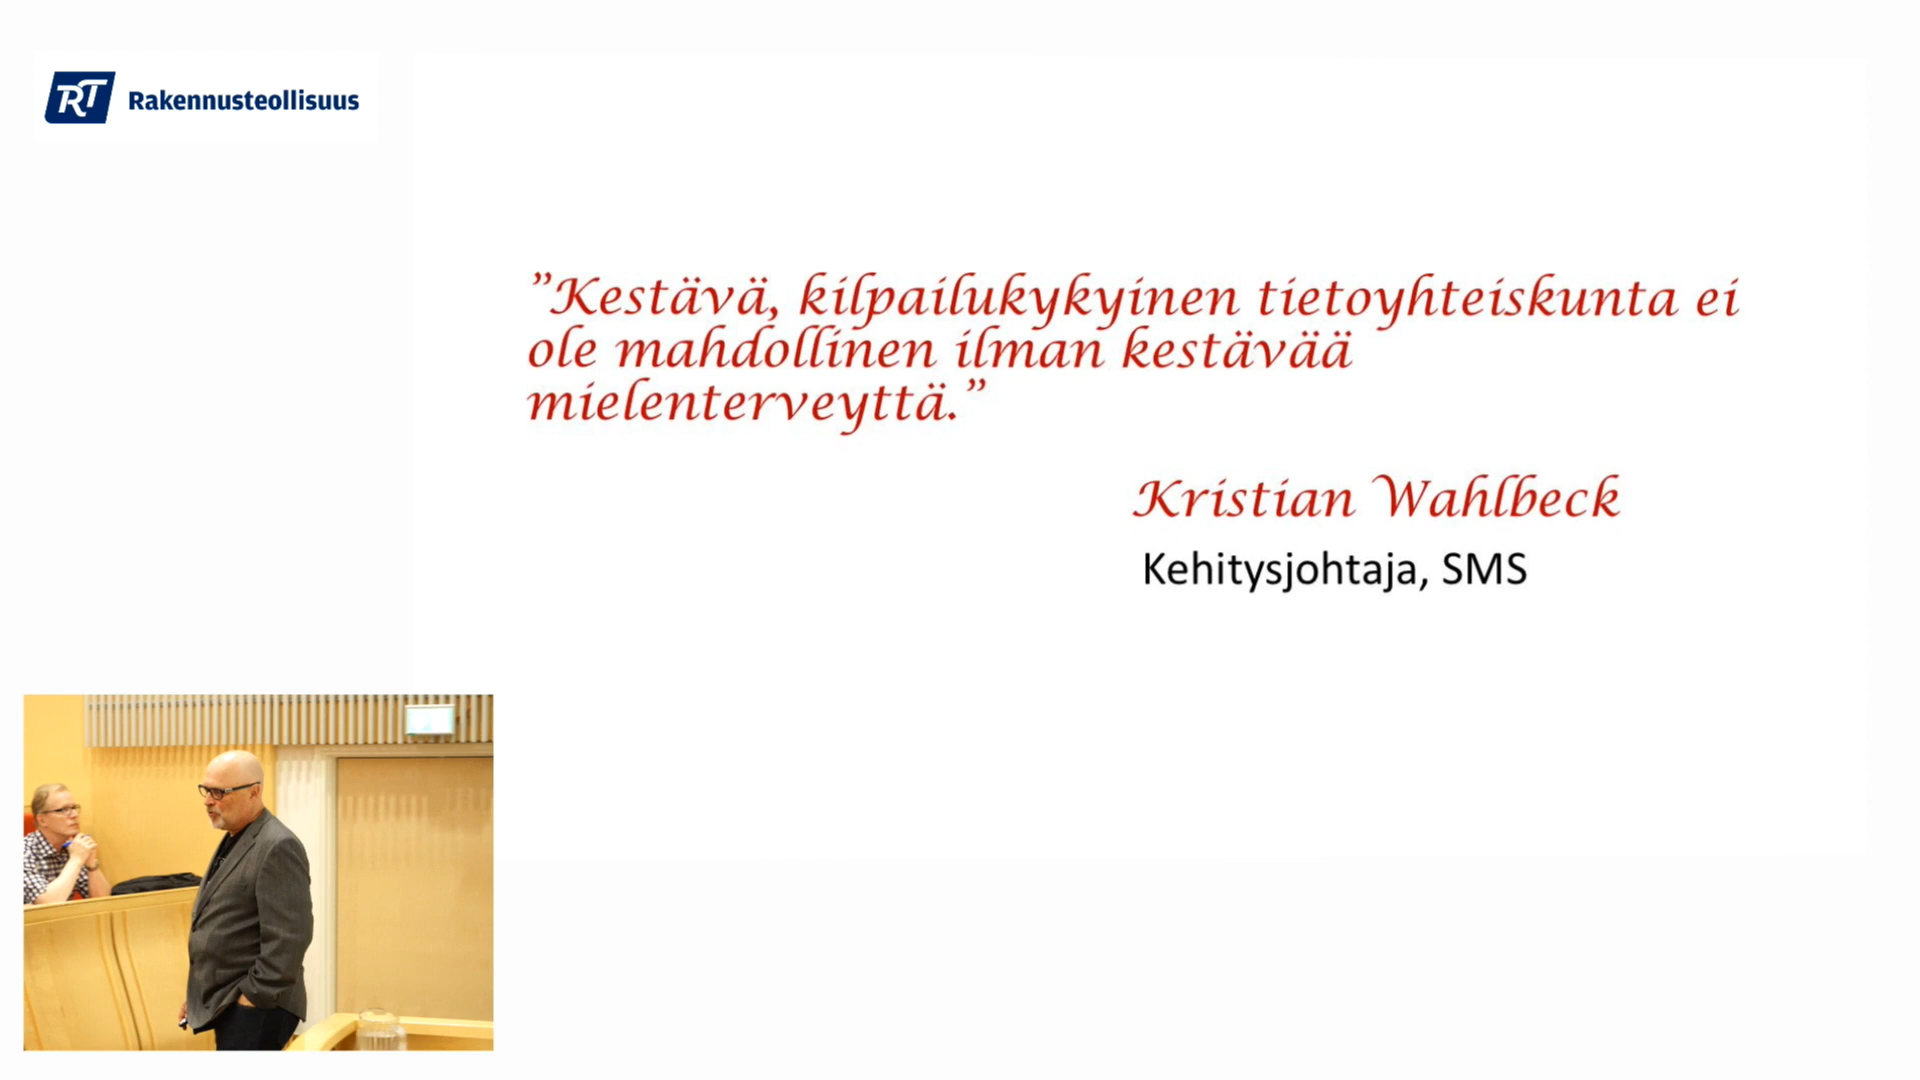 RT Rakennusteollisuus
”Kestävä, kilpailukykyinen tietoyhteiskunta ei
ole mahdollinen ilman kestävää
mielenterveyttä.”
Kristian Wahlbeck
Kehitysjohtaja, SMS